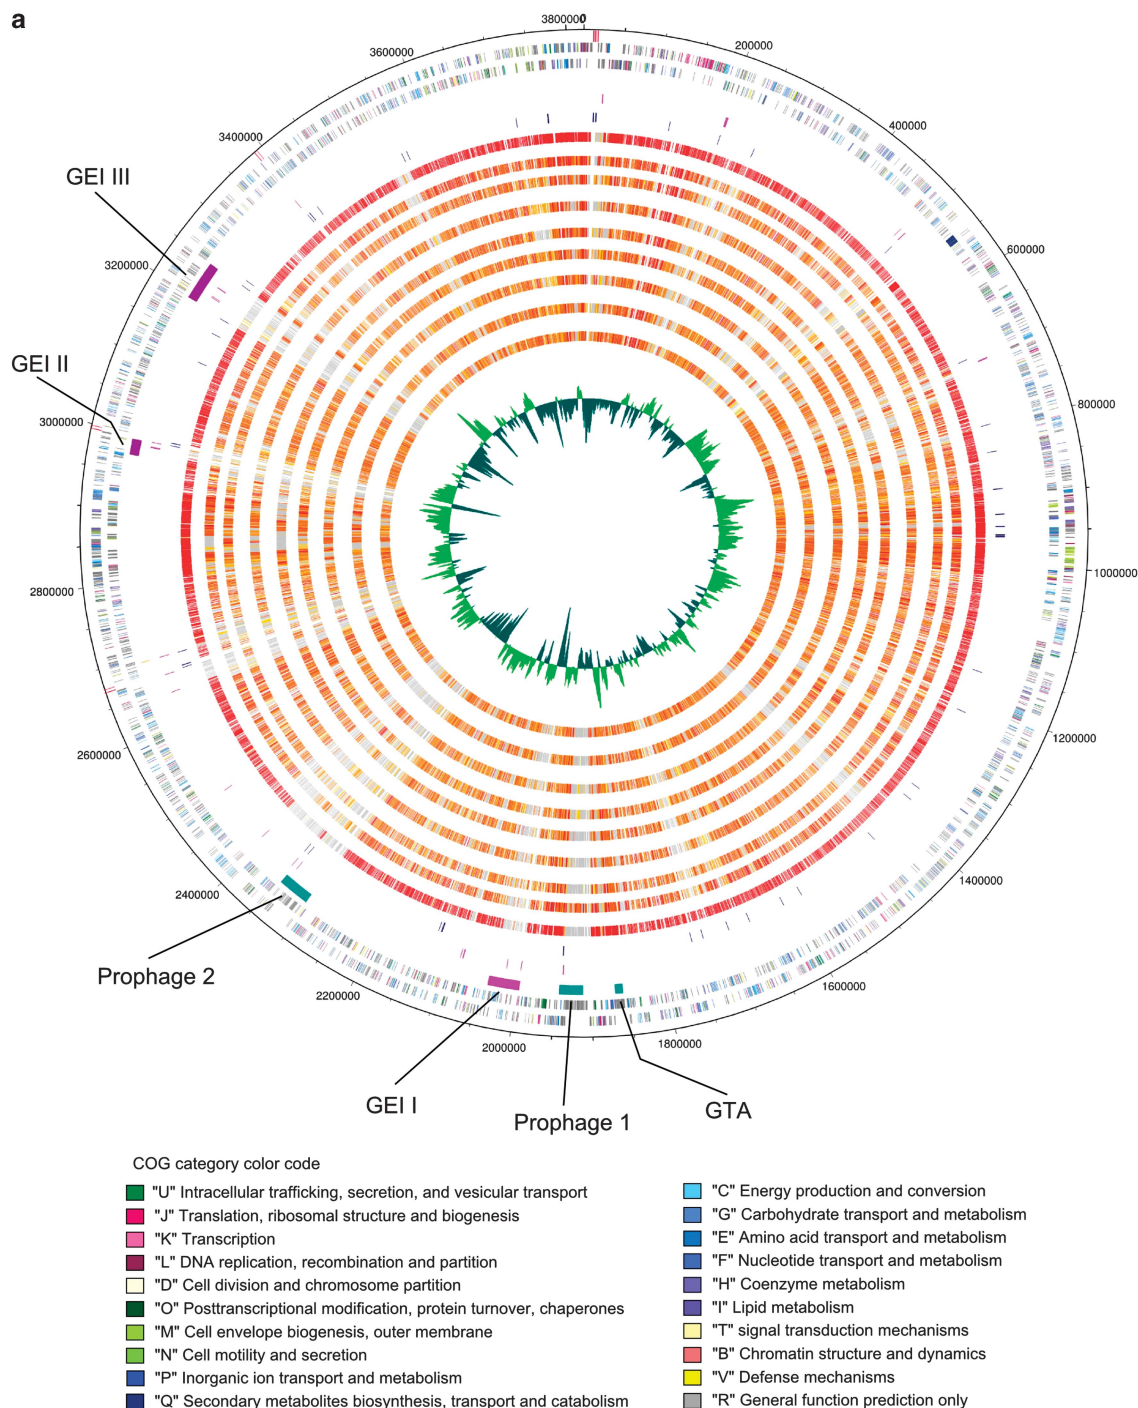 a
3800000
0
200000
400000
600000
800000
1000000
1200000
1400000
1600000
1800000
2000000
2200000
2400000
2600000
2800000
3000000
3200000
3400000
3600000
GEI III
GEI II
Prophage 2
GEI I
Prophage 1
GTA
COG category color code
"U" Intracellular trafficking, secretion, and vesicular transport
"J" Translation, ribosomal structure and biogenesis
"K" Transcription
"L" DNA replication, recombination and partition
"D" Cell division and chromosome partition
"O" Posttranscriptional modification, protein turnover, chaperones
"M" Cell envelope biogenesis, outer membrane
"N" Cell motility and secretion
"P" Inorganic ion transport and metabolism
"Q" Secondary metabolites biosynthesis, transport and catabolism
"C" Energy production and conversion
"G" Carbohydrate transport and metabolism
"E" Amino acid transport and metabolism
"F" Nucleotide transport and metabolism
"H" Coenzyme metabolism
"I" Lipid metabolism
"T" signal transduction mechanisms
"B" Chromatin structure and dynamics
"V" Defense mechanisms
"R" General function prediction only